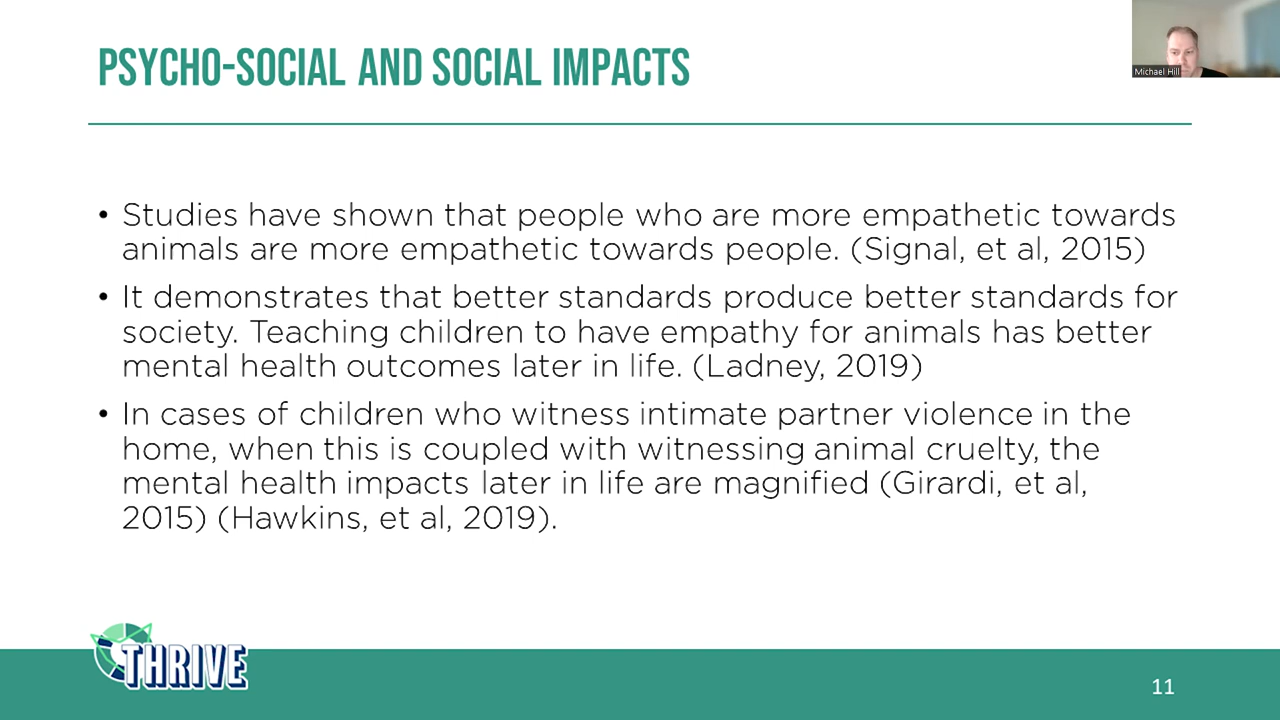 PSYCHO-SOCIAL AND SOCIAL IMPACTS
Michael Hill
• Studies have shown that people who are more empathetic towards
animals are more empathetic towards people. (Signal, et al, 2015)
• It demonstrates that better standards produce better standards for
society. Teaching children to have empathy for animals has better
mental health outcomes later in life. (Ladney, 2019)
• In cases of children who witness intimate partner violence in the
home, when this is coupled with witnessing animal cruelty, the
mental health impacts later in life are magnified (Girardi, et al,
2015) (Hawkins, et al, 2019).
THRIVE
11